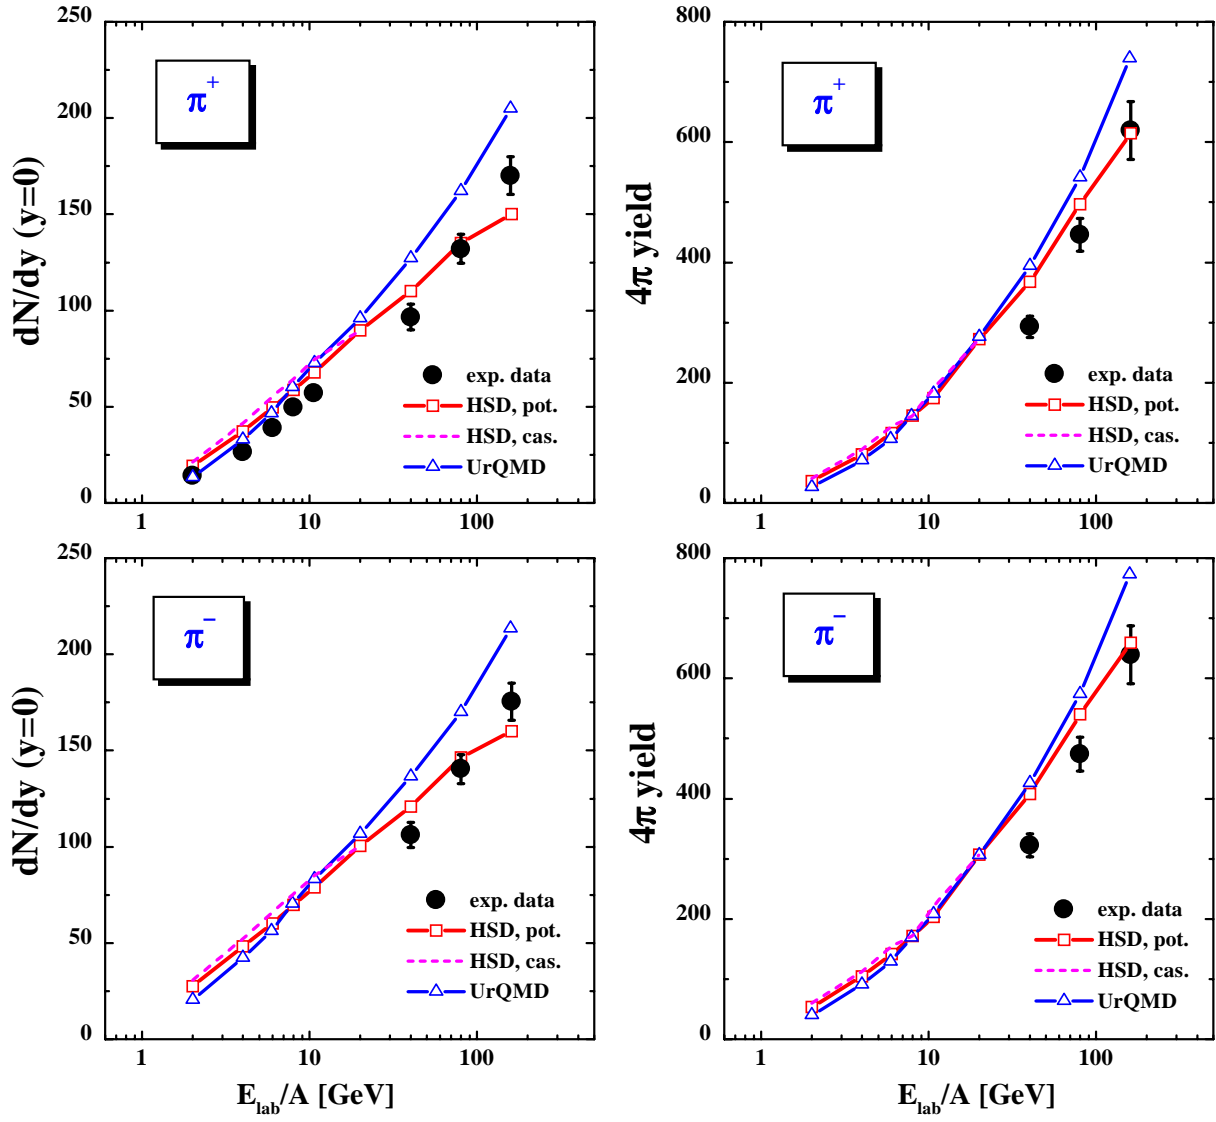 250
200
150
100
50
0
dN/dy (y=0)
π⁺
exp. data
HSD, pot.
HSD, cas.
UrQMD
1
10
100
800
600
400
200
0
4π yield
π⁺
exp. data
HSD, pot.
HSD, cas.
UrQMD
1
10
100
250
200
150
100
50
0
dN/dy (y=0)
π⁻
exp. data
HSD, pot.
HSD, cas.
UrQMD
1
10
100
E_lab/A [GeV]
800
600
400
200
0
4π yield
π⁻
exp. data
HSD, pot.
HSD, cas.
UrQMD
1
10
100
E_lab/A [GeV]